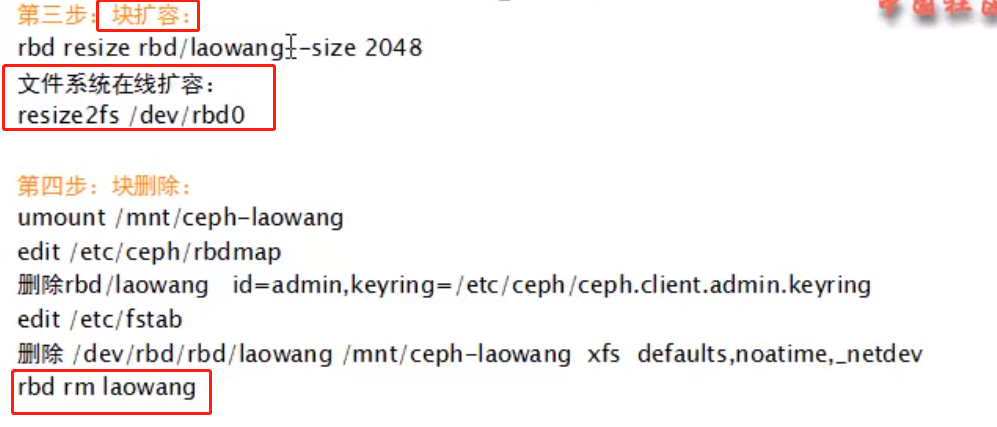 第三步：块扩容：
rbd resize rbd/laowang --size 2048
文件系统在线扩容：
resize2fs /dev/rbd0
第四步：块删除：
umount /mnt/ceph-laowang
edit /etc/ceph/rbdmap
删除rbd/laowang id=admin,keyring=/etc/ceph/ceph.client.admin.keyring
edit /etc/fstab
删除 /dev/rbd/rbd/laowang /mnt/ceph-laowang xfs defaults,noatime,_netdev
rbd rm laowang